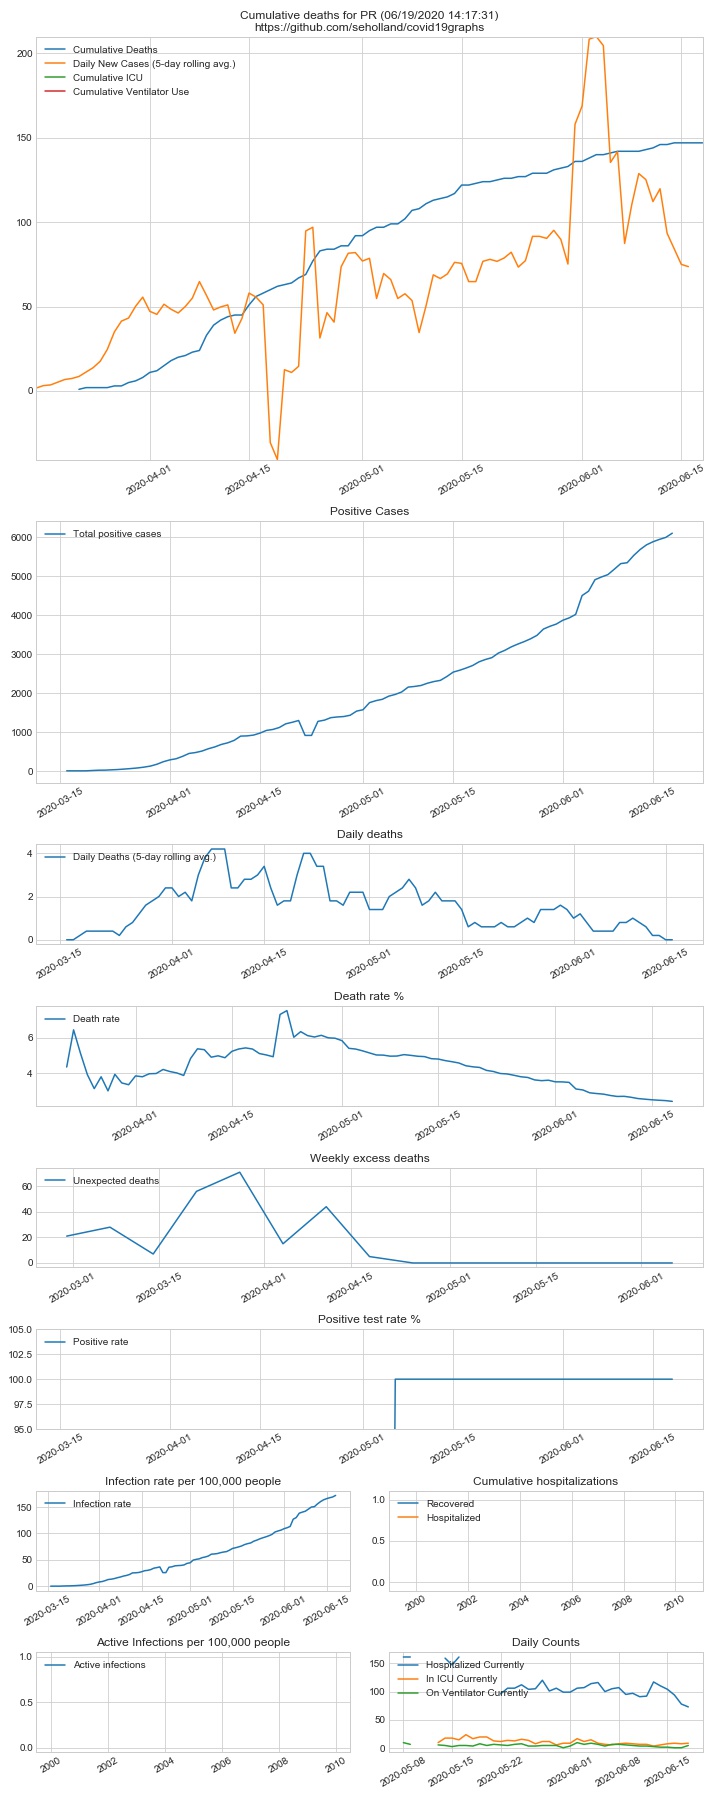 Cumulative deaths for PR (06/19/2020 14:17:31)
https://github.com/seholland/covid19graphs
Cumulative Deaths
Daily New Cases (5-day rolling avg.)
Cumulative ICU
Cumulative Ventilator Use
200
150
100
50
0
2020-04-01 2020-04-15 2020-05-01 2020-05-15 2020-06-01 2020-06-15
Positive Cases
Total positive cases
6000
5000
4000
3000
2000
1000
0
2020-03-15 2020-04-01 2020-04-15 2020-05-01 2020-05-15 2020-06-01 2020-06-15
Daily deaths
Daily Deaths (5-day rolling avg.)
4
2
0
2020-03-15 2020-04-01 2020-04-15 2020-05-01 2020-05-15 2020-06-01 2020-06-15
Death rate %
Death rate
6
4
2020-04-01 2020-04-15 2020-05-01 2020-05-15 2020-06-01 2020-06-15
Weekly excess deaths
Unexpected deaths
60
40
20
0
2020-03-01 2020-03-15 2020-04-01 2020-04-15 2020-05-01 2020-05-15 2020-06-01
Positive test rate %
Positive rate
105.0
102.5
100.0
97.5
95.0
2020-03-15 2020-04-01 2020-04-15 2020-05-01 2020-05-15 2020-06-01 2020-06-15
Infection rate per 100,000 people
Infection rate
150
100
50
0
2020-03-15 2020-04-01 2020-04-15 2020-05-01 2020-05-15 2020-06-01 2020-06-15
Cumulative hospitalizations
Recovered
Hospitalized
1.0
0.5
0.0
2000 2002 2004 2006 2008 2010
Active Infections per 100,000 people
Active infections
1.0
0.5
0.0
2000 2002 2004 2006 2008 2010
Daily Counts
Hospitalized Currently
In ICU Currently
On Ventilator Currently
150
100
50
0
2020-05-08 2020-05-15 2020-05-22 2020-06-01 2020-06-08 2020-06-15